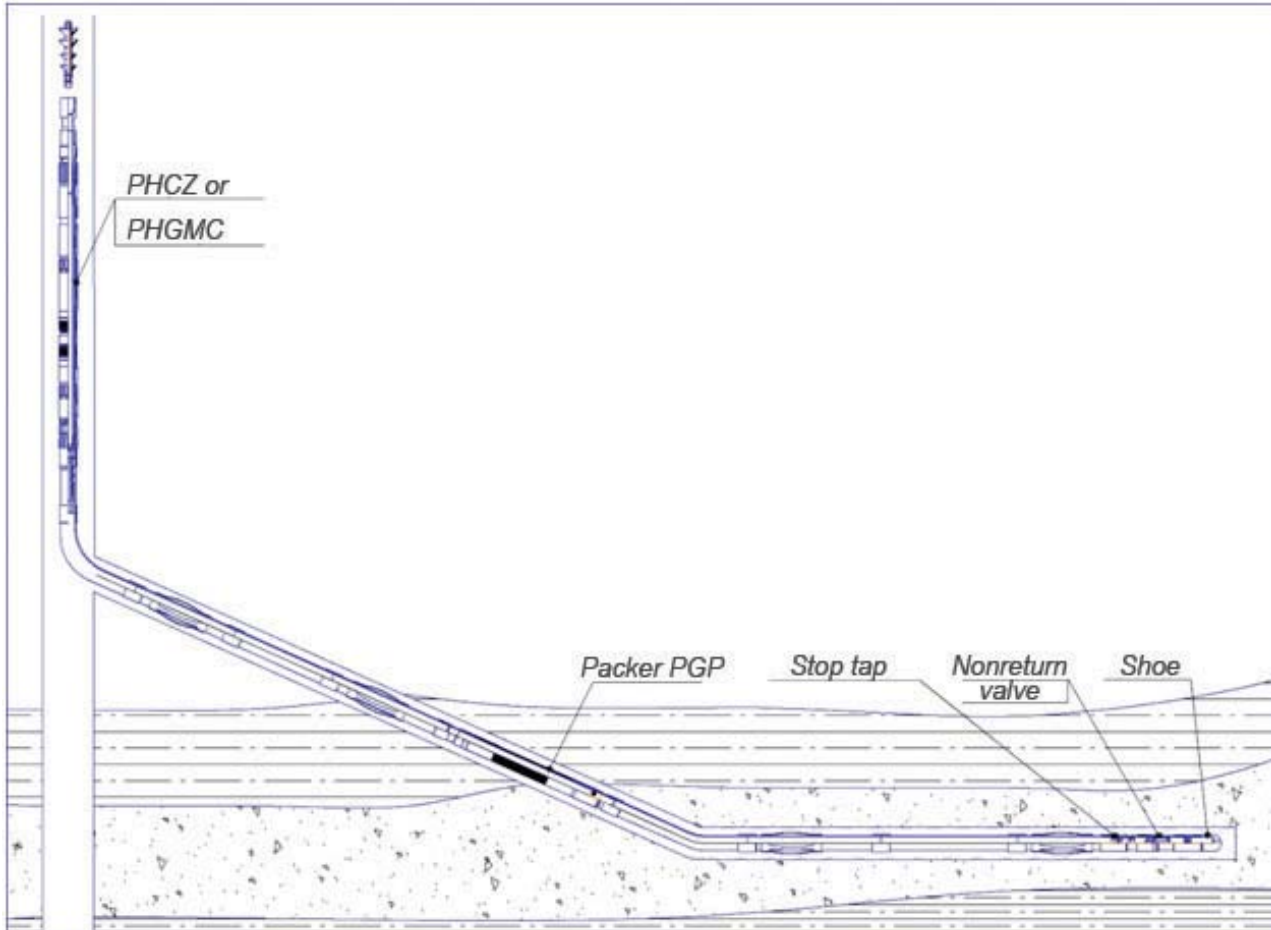 PHCZ or
PHGMC
Packer PGP
Stop tap
Nonreturn
valve
Shoe